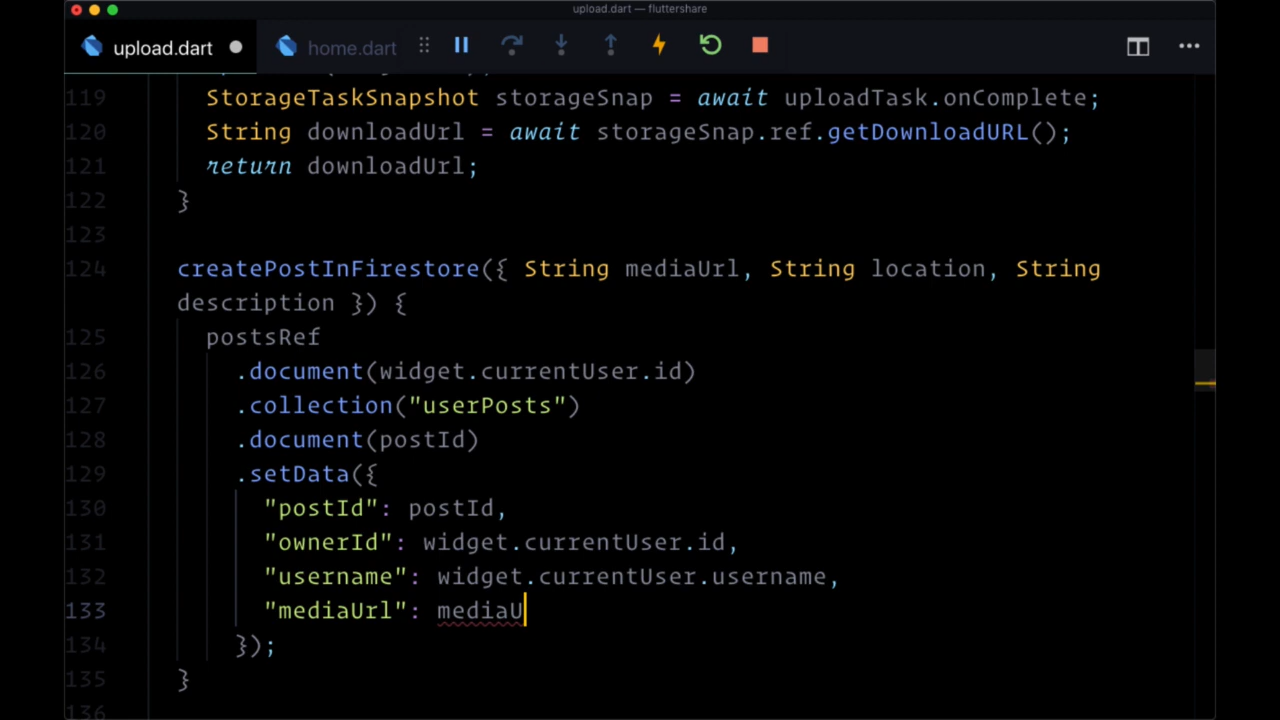 upload.dart — fluttershare
upload.dart home.dart
119 StorageTaskSnapshot storageSnap = await uploadTask.onComplete;
120 String downloadUrl = await storageSnap.ref.getDownloadURL();
121 return downloadUrl;
122 }
123
124 createPostInFirestore({ String mediaUrl, String location, String
description }) {
125 postsRef
126 .document(widget.currentUser.id)
127 .collection("userPosts")
128 .document(postId)
129 .setData({
130 "postId": postId,
131 "ownerId": widget.currentUser.id,
132 "username": widget.currentUser.username,
133 "mediaUrl": mediaU
134 });
135 }
136